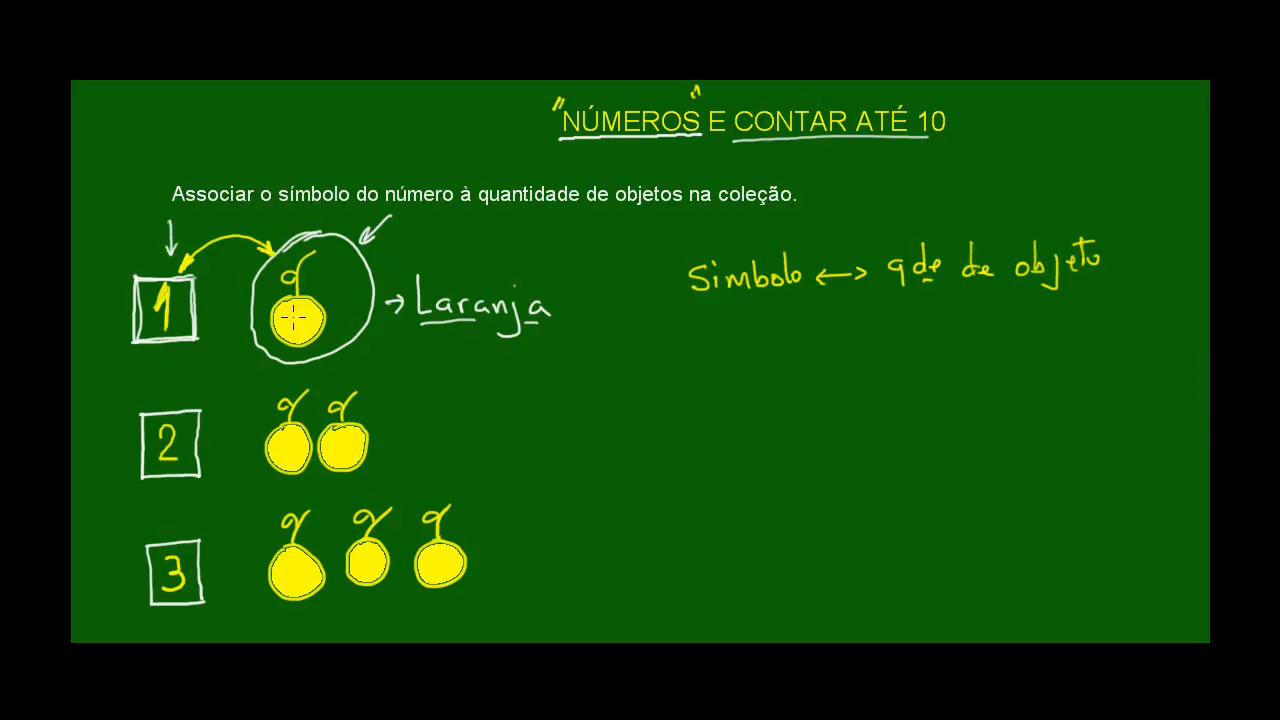 "NÚMEROS" E CONTAR ATÉ 10
Associar o símbolo do número à quantidade de objetos na coleção.
Símbolo ↔ qde de objeto
1 → Laranja
2
3